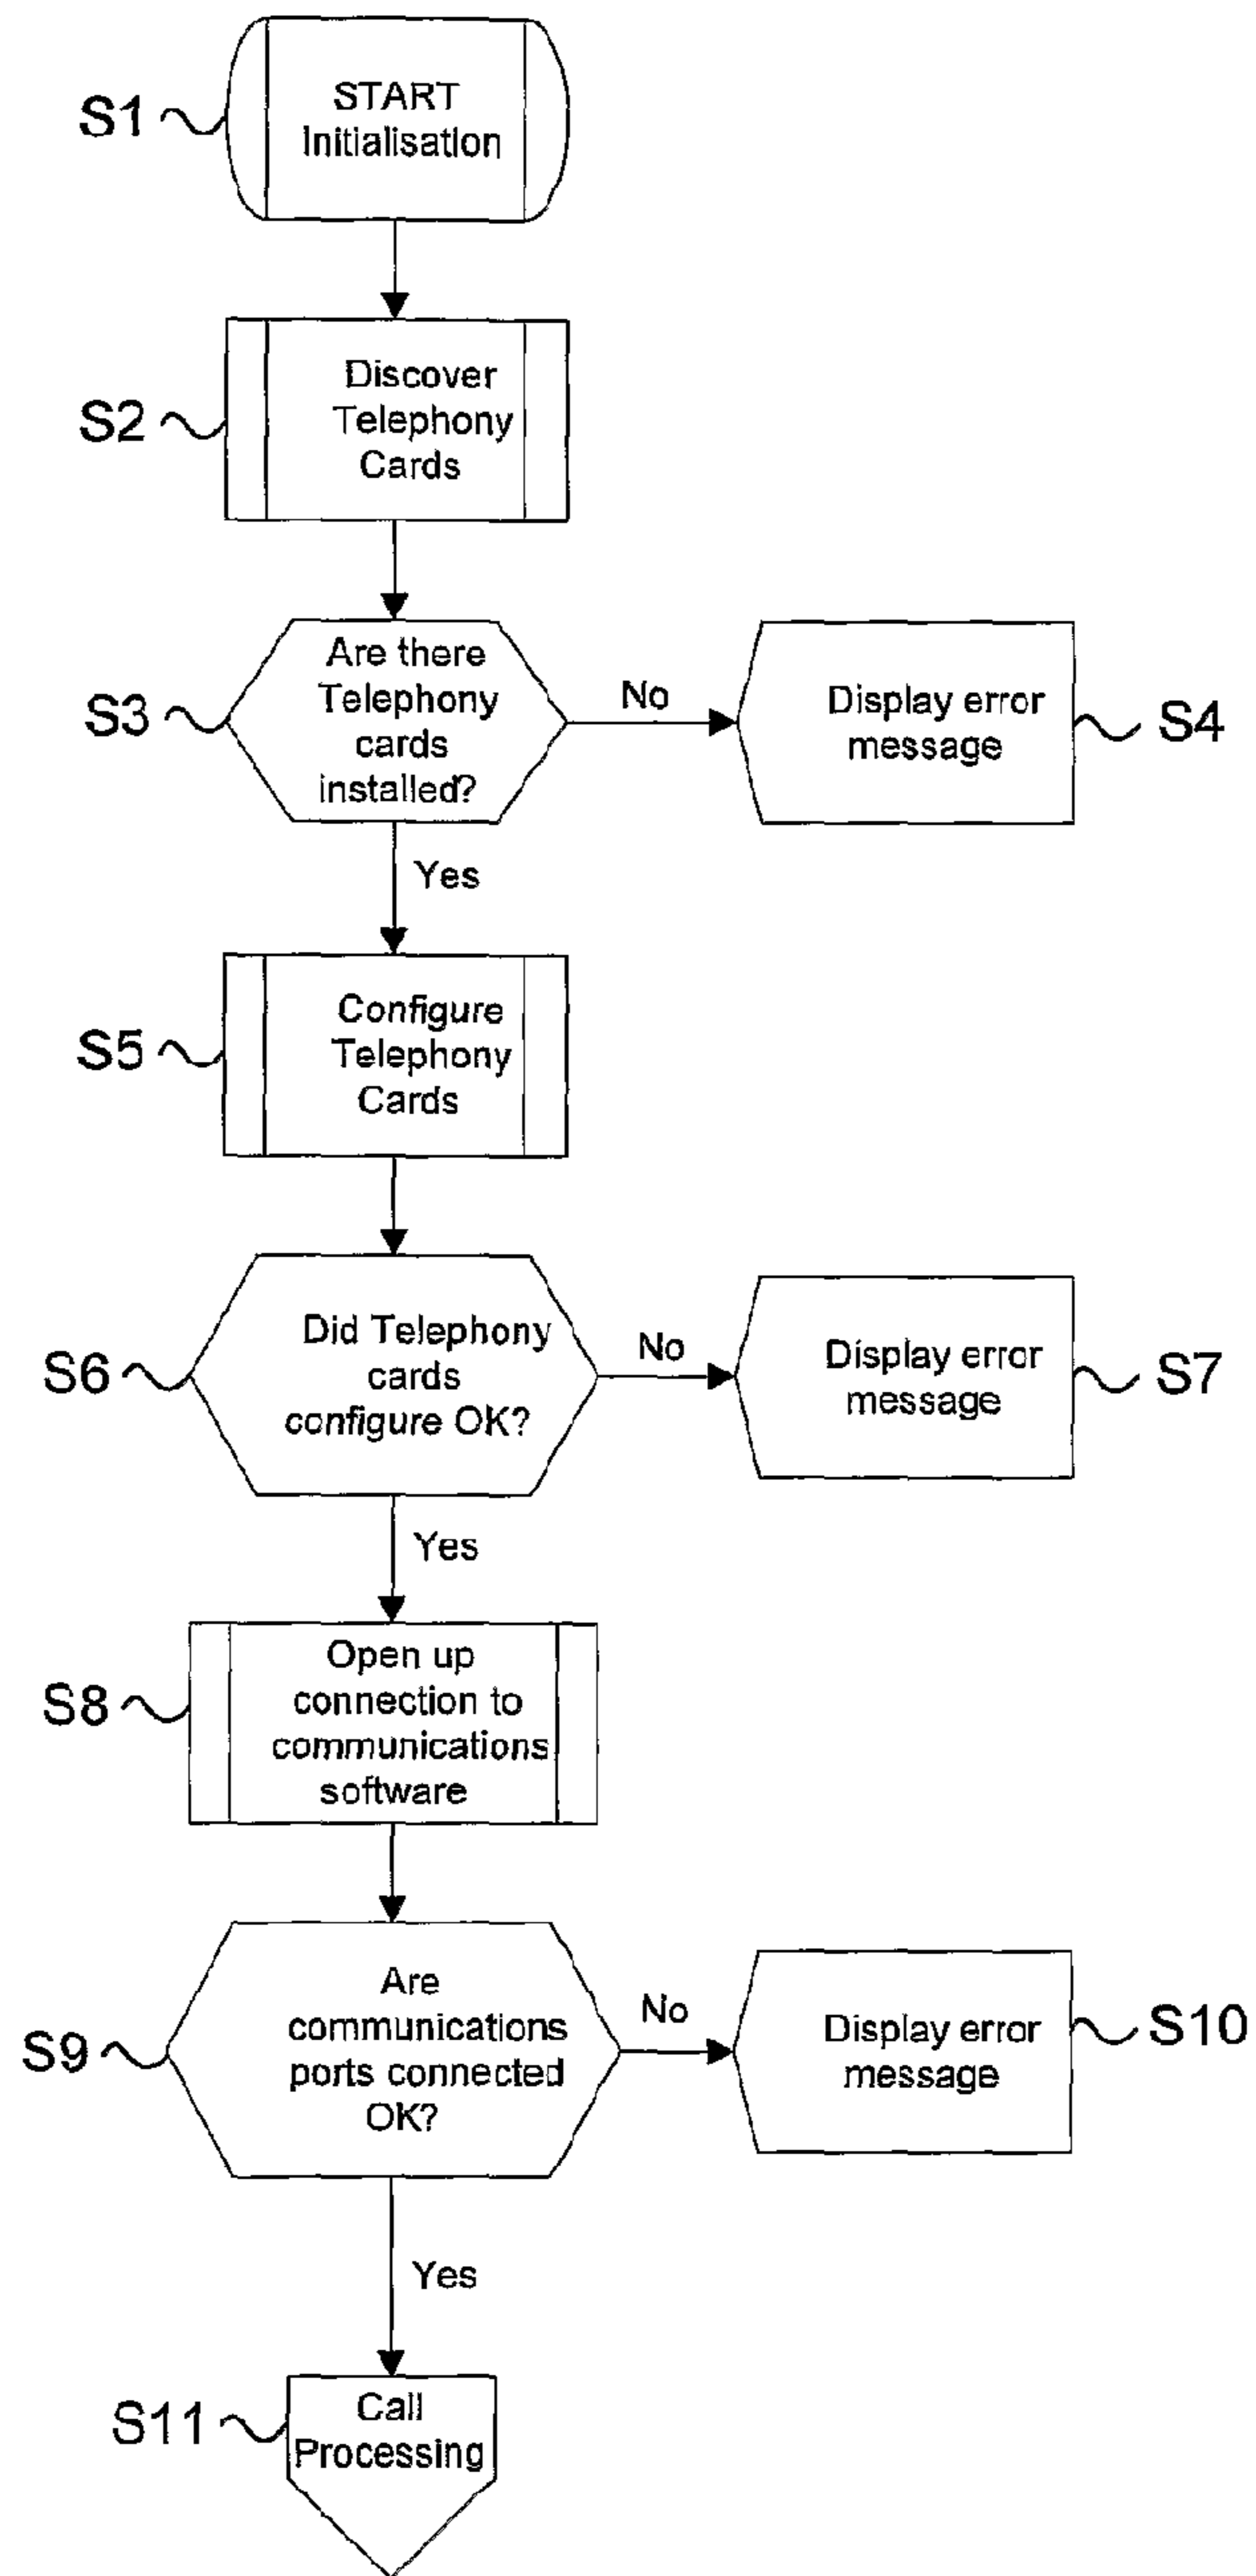 S1
START
Initialisation
S2
Discover
Telephony
Cards
S3
Are there
Telephony
cards
installed?
No
Display error
message
S4
Yes
S5
Configure
Telephony
Cards
S6
Did Telephony
cards
configure OK?
No
Display error
message
S7
Yes
S8
Open up
connection to
communications
software
S9
Are
communications
ports connected
OK?
No
Display error
message
S10
Yes
S11
Call
Processing